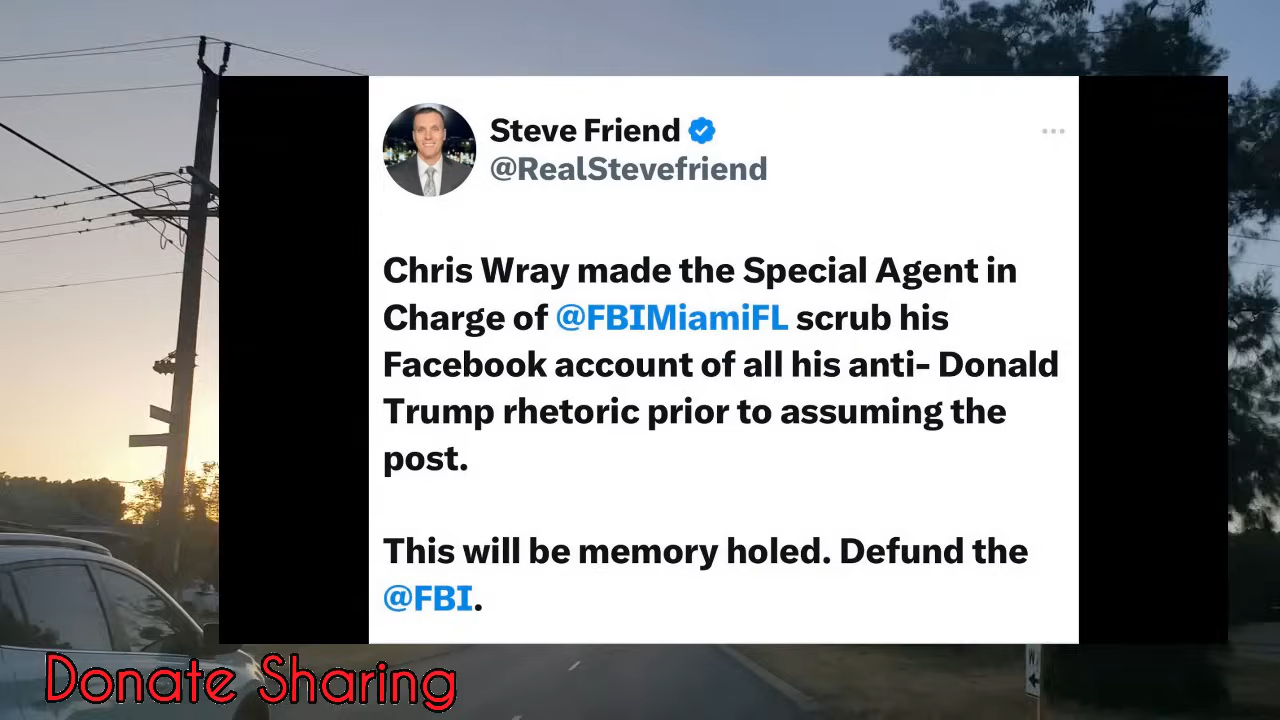 Steve Friend
@RealStevefriend
Chris Wray made the Special Agent in
Charge of @FBIMiamiFL scrub his
Facebook account of all his anti- Donald
Trump rhetoric prior to assuming the
post.
This will be memory holed. Defund the
@FBI.
Donate Sharing